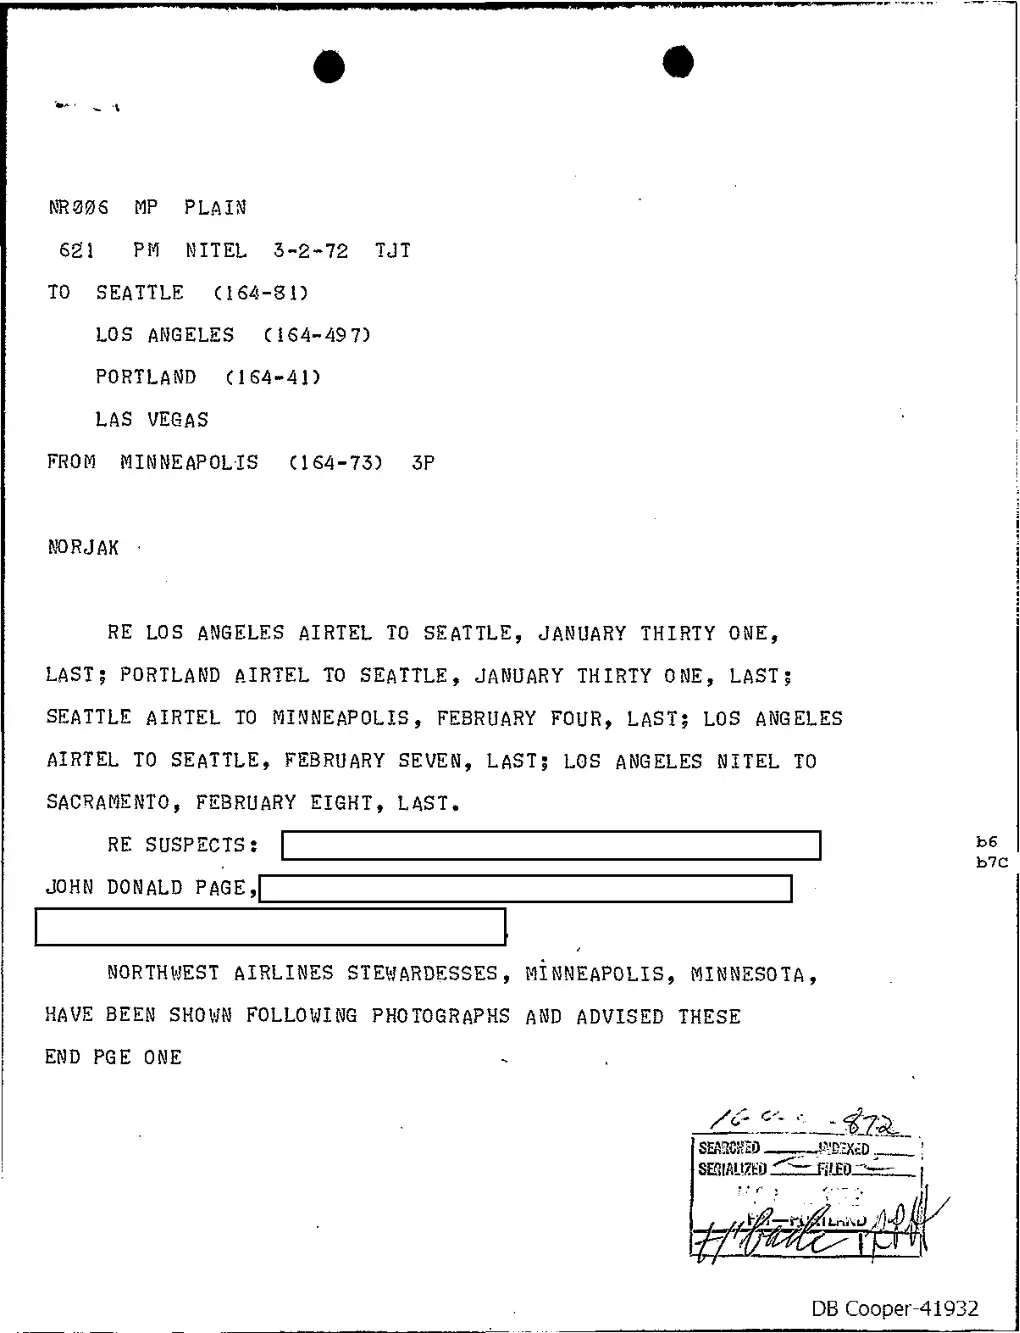 NR006 MP PLAIN
621 PM NITEL 3-2-72 TJT
TO SEATTLE (164-81)
LOS ANGELES (164-497)
PORTLAND (164-41)
LAS VEGAS
FROM MINNEAPOLIS (164-73) 3P
NORJAK
RE LOS ANGELES AIRTEL TO SEATTLE, JANUARY THIRTY ONE,
LAST; PORTLAND AIRTEL TO SEATTLE, JANUARY THIRTY ONE, LAST;
SEATTLE AIRTEL TO MINNEAPOLIS, FEBRUARY FOUR, LAST; LOS ANGELES
AIRTEL TO SEATTLE, FEBRUARY SEVEN, LAST; LOS ANGELES NITEL TO
SACRAMENTO, FEBRUARY EIGHT, LAST.
RE SUSPECTS:
b6
b7C
JOHN DONALD PAGE,
NORTHWEST AIRLINES STEWARDESSES, MINNEAPOLIS, MINNESOTA,
HAVE BEEN SHOWN FOLLOWING PHOTOGRAPHS AND ADVISED THESE
END PGE ONE
-872
SEARCHED INDEXED
SERIALIZED FILED
FBI—PORTLAND
DB Cooper-41932